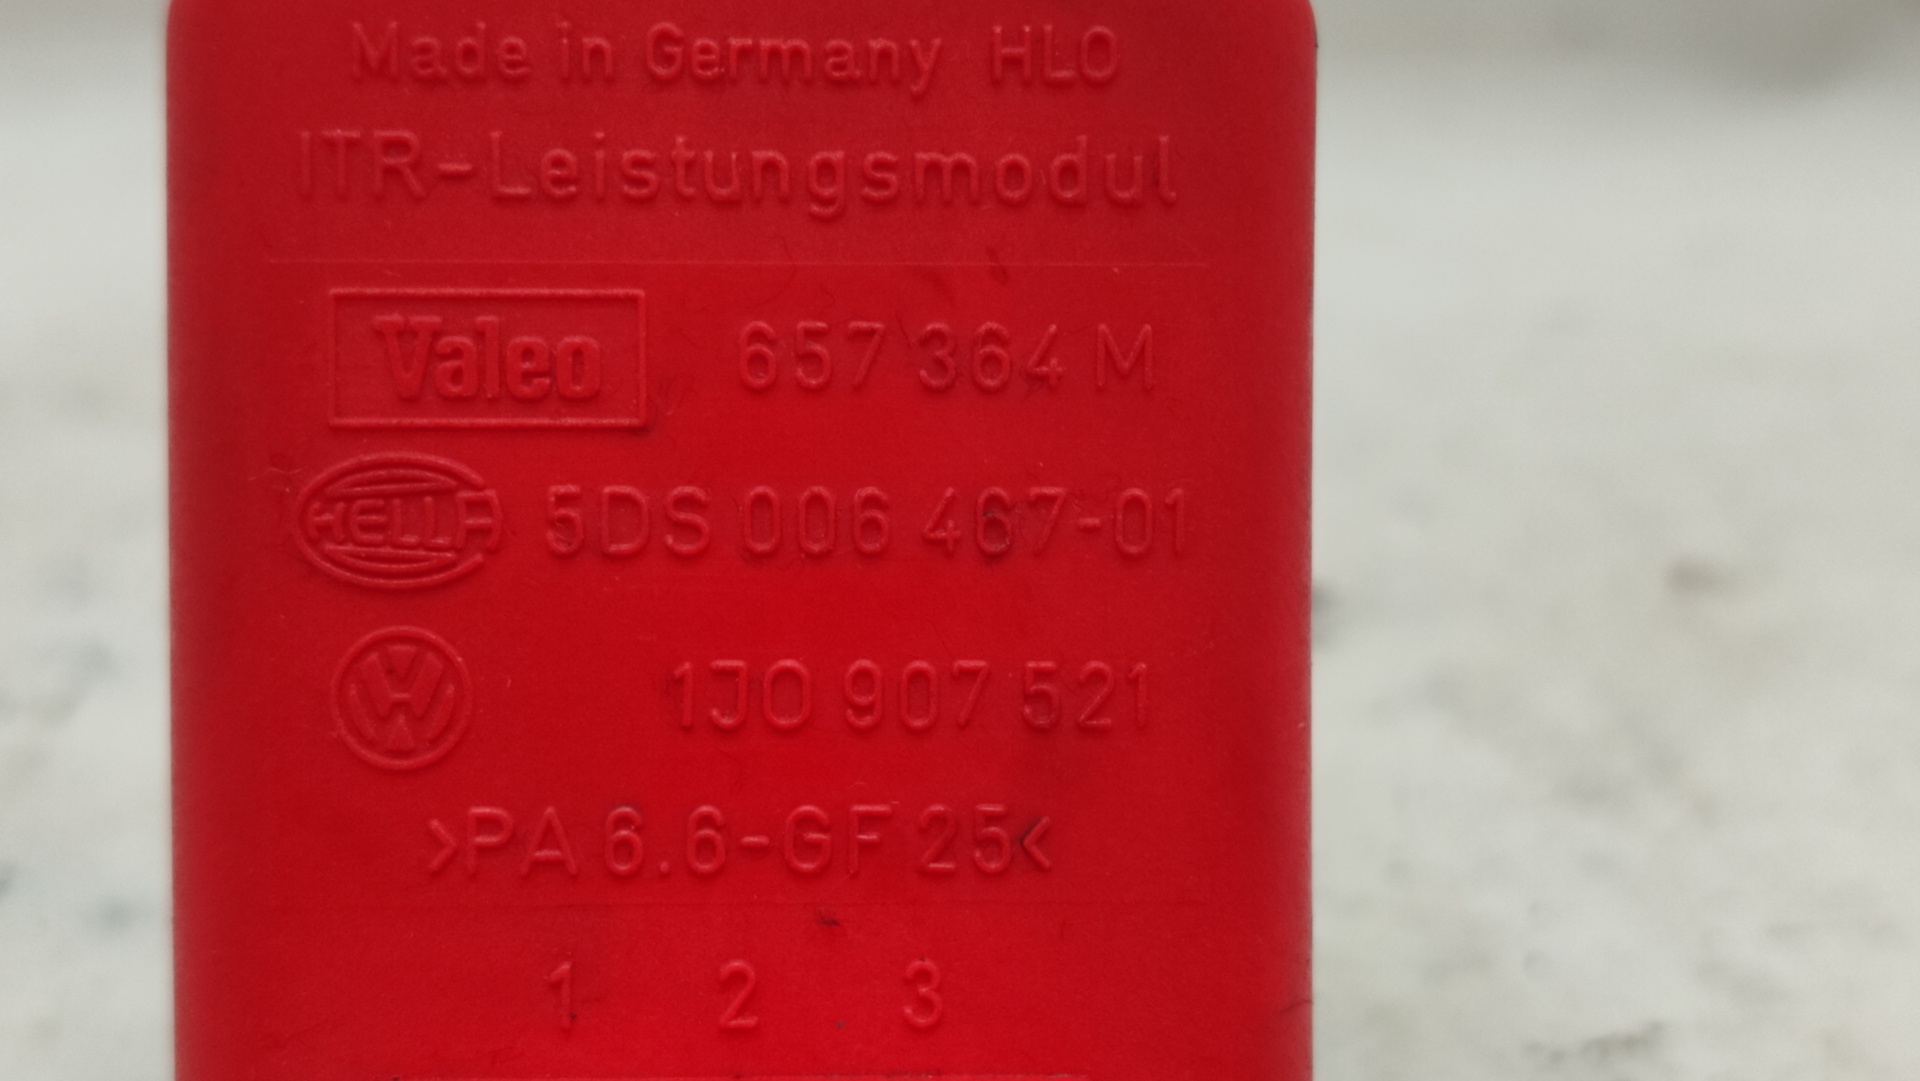 Made in Germany HLO
ITR-Leistungsmodul
Valeo 657 364 M
HELLA 5DS 006 467-01
VW 1J0 907 521
>PA 6.6-GF 25<
1 2 3